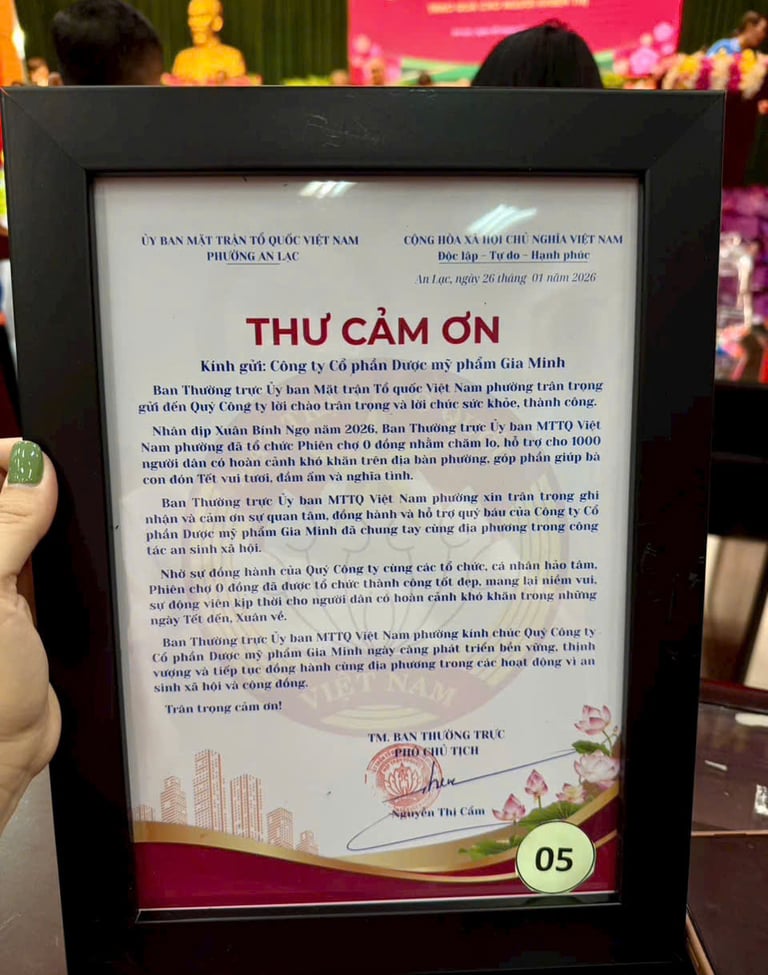 TRAO QUÀ CHO NGƯỜI KHIẾM THỊ
ỦY BAN MẶT TRẬN TỔ QUỐC VIỆT NAM
PHƯỜNG AN LẠC
CỘNG HÒA XÃ HỘI CHỦ NGHĨA VIỆT NAM
Độc lập – Tự do – Hạnh phúc
An Lạc, ngày 26 tháng 01 năm 2026
THƯ CẢM ƠN
Kính gửi: Công ty Cổ phần Dược mỹ phẩm Gia Minh
Ban Thường trực Ủy ban Mặt trận Tổ quốc Việt Nam phường trân trọng
gửi đến Quý Công ty lời chào trân trọng và lời chúc sức khỏe, thành công.
Nhân dịp Xuân Bính Ngọ năm 2026, Ban Thường trực Ủy ban MTTQ Việt
Nam phường đã tổ chức Phiên chợ 0 đồng nhằm chăm lo, hỗ trợ cho 1000
người dân có hoàn cảnh khó khăn trên địa bàn phường, góp phần giúp bà
con đón Tết vui tươi, đầm ấm và nghĩa tình.
Ban Thường trực Ủy ban MTTQ Việt Nam phường xin trân trọng ghi
nhận và cảm ơn sự quan tâm, đồng hành và hỗ trợ quý báu của Công ty Cổ
phần Dược mỹ phẩm Gia Minh đã chung tay cùng địa phương trong công
tác an sinh xã hội.
Nhờ sự đồng hành của Quý Công ty cùng các tổ chức, cá nhân hảo tâm,
Phiên chợ 0 đồng đã được tổ chức thành công tốt đẹp, mang lại niềm vui,
sự động viên kịp thời cho người dân có hoàn cảnh khó khăn trong những
ngày Tết đến, Xuân về.
Ban Thường trực Ủy ban MTTQ Việt Nam phường kính chúc Quý Công ty
Cổ phần Dược mỹ phẩm Gia Minh ngày càng phát triển bền vững, thịnh
vượng và tiếp tục đồng hành cùng địa phương trong các hoạt động vì an
sinh xã hội và cộng đồng.
VIỆT NAM
Trân trọng cảm ơn!
TM. BAN THƯỜNG TRỰC
PHÓ CHỦ TỊCH
Nguyễn Thị Cẩm
05